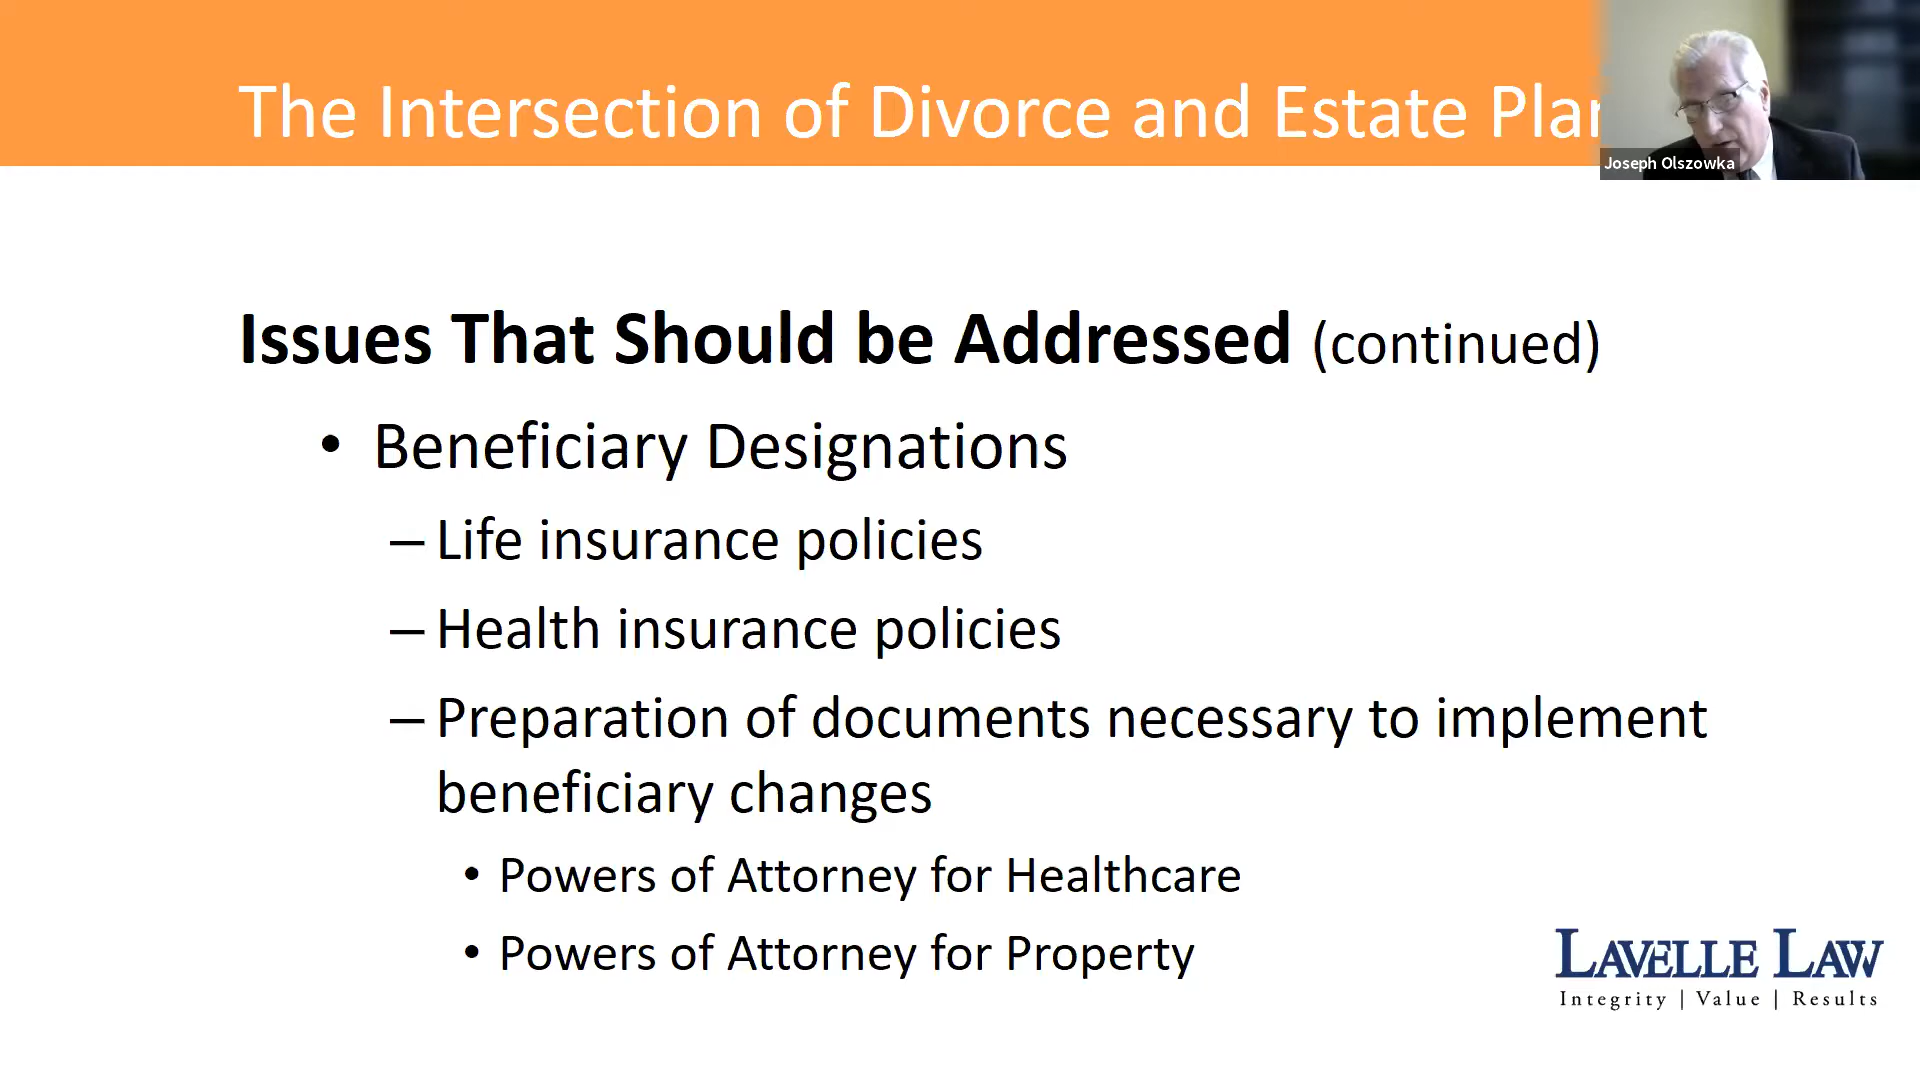 The Intersection of Divorce and Estate
Joseph Olszowka
Issues That Should be Addressed (continued)
• Beneficiary Designations
– Life insurance policies
– Health insurance policies
– Preparation of documents necessary to implement
beneficiary changes
• Powers of Attorney for Healthcare
• Powers of Attorney for Property
LAVELLE LAW
Integrity | Value | Results